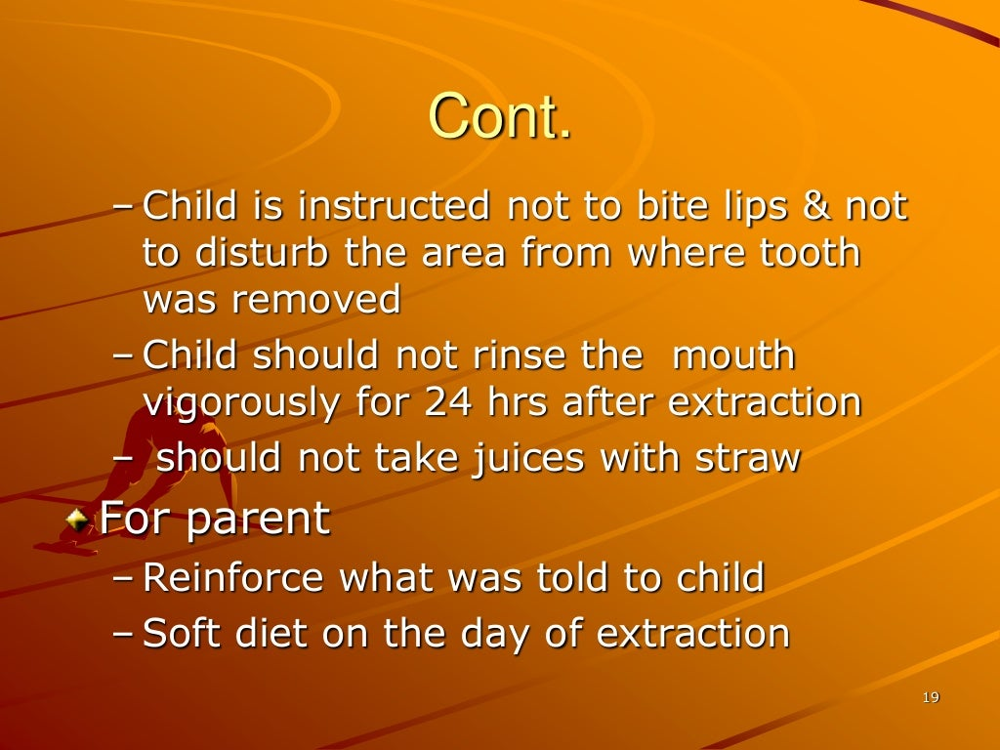 Cont.
– Child is instructed not to bite lips & not
to disturb the area from where tooth
was removed
– Child should not rinse the  mouth
vigorously for 24 hrs after extraction
–  should not take juices with straw
For parent
– Reinforce what was told to child
– Soft diet on the day of extraction
19